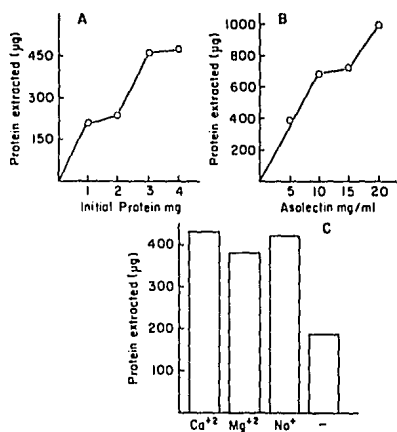 A
Protein extracted (µg)
450
300
150
1 2 3 4
Initial Protein mg
B
Protein extracted (µg)
1000
800
600
400
200
5 10 15 20
Asolectin mg/ml
C
Protein extracted (µg)
400
300
200
100
Ca+2 Mg+2 Na+ –